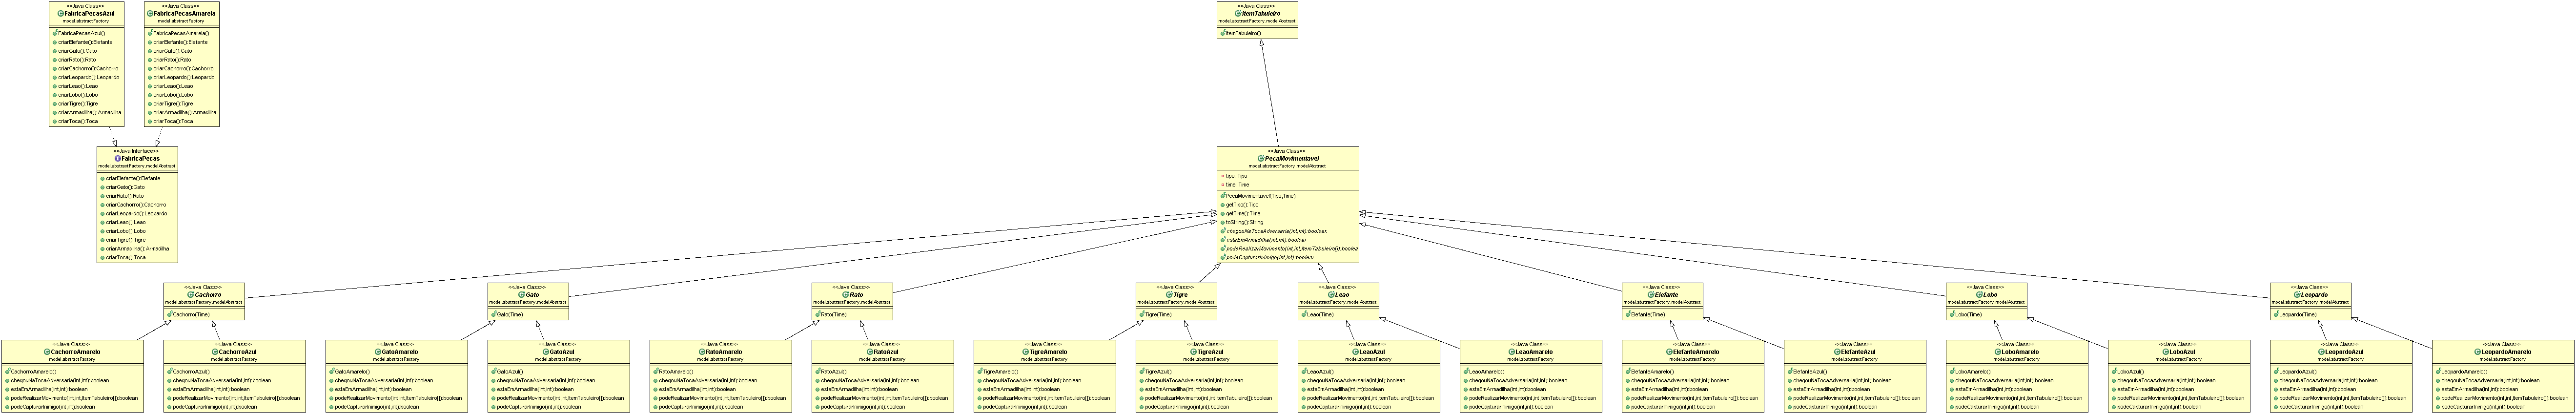 <<Java Class>>
FabricaPecasAzul
model.abstractFactory
FabricaPecasAzul()
criarElefante():Elefante
criarGato():Gato
criarRato():Rato
criarCachorro():Cachorro
criarLeopardo():Leopardo
criarLeao():Leao
criarLobo():Lobo
criarTigre():Tigre
criarArmadilha():Armadilha
criarToca():Toca
<<Java Class>>
FabricaPecasAmarela
model.abstractFactory
FabricaPecasAmarela()
criarElefante():Elefante
criarGato():Gato
criarRato():Rato
criarCachorro():Cachorro
criarLeopardo():Leopardo
criarLeao():Leao
criarLobo():Lobo
criarTigre():Tigre
criarArmadilha():Armadilha
criarToca():Toca
<<Java Class>>
ItemTabuleiro
model.abstractFactory.modelAbstract
ItemTabuleiro()
<<Java Interface>>
FabricaPecas
model.abstractFactory.modelAbstract
criarElefante():Elefante
criarGato():Gato
criarRato():Rato
criarCachorro():Cachorro
criarLeopardo():Leopardo
criarLeao():Leao
criarLobo():Lobo
criarTigre():Tigre
criarArmadilha():Armadilha
criarToca():Toca
<<Java Class>>
PecaMovimentavel
model.abstractFactory.modelAbstract
tipo: Tipo
time: Time
PecaMovimentavel(Tipo,Time)
getTipo():Tipo
getTime():Time
toString():String
chegouNaTocaAdversaria(int,int):boolean
estaEmArmadilha(int,int):boolean
podeRealizarMovimento(int,int,ItemTabuleiro[]):boolea
podeCapturarInimigo(int,int):boolean
<<Java Class>>
Cachorro
model.abstractFactory.modelAbstract
Cachorro(Time)
<<Java Class>>
Gato
model.abstractFactory.modelAbstract
Gato(Time)
<<Java Class>>
Rato
model.abstractFactory.modelAbstract
Rato(Time)
<<Java Class>>
Tigre
model.abstractFactory.modelAbstract
Tigre(Time)
<<Java Class>>
Leao
model.abstractFactory.modelAbstract
Leao(Time)
<<Java Class>>
Elefante
model.abstractFactory.modelAbstract
Elefante(Time)
<<Java Class>>
Lobo
model.abstractFactory.modelAbstract
Lobo(Time)
<<Java Class>>
Leopardo
model.abstractFactory.modelAbstract
Leopardo(Time)
<<Java Class>>
CachorroAmarelo
model.abstractFactory
CachorroAmarelo()
chegouNaTocaAdversaria(int,int):boolean
estaEmArmadilha(int,int):boolean
podeRealizarMovimento(int,int,ItemTabuleiro[]):boolean
podeCapturarInimigo(int,int):boolean
<<Java Class>>
CachorroAzul
model.abstractFactory
CachorroAzul()
chegouNaTocaAdversaria(int,int):boolean
estaEmArmadilha(int,int):boolean
podeRealizarMovimento(int,int,ItemTabuleiro[]):boolean
podeCapturarInimigo(int,int):boolean
<<Java Class>>
GatoAmarelo
model.abstractFactory
GatoAmarelo()
chegouNaTocaAdversaria(int,int):boolean
estaEmArmadilha(int,int):boolean
podeRealizarMovimento(int,int,ItemTabuleiro[]):boolean
podeCapturarInimigo(int,int):boolean
<<Java Class>>
GatoAzul
model.abstractFactory
GatoAzul()
chegouNaTocaAdversaria(int,int):boolean
estaEmArmadilha(int,int):boolean
podeRealizarMovimento(int,int,ItemTabuleiro[]):boolean
podeCapturarInimigo(int,int):boolean
<<Java Class>>
RatoAmarelo
model.abstractFactory
RatoAmarelo()
chegouNaTocaAdversaria(int,int):boolean
estaEmArmadilha(int,int):boolean
podeRealizarMovimento(int,int,ItemTabuleiro[]):boolean
podeCapturarInimigo(int,int):boolean
<<Java Class>>
RatoAzul
model.abstractFactory
RatoAzul()
chegouNaTocaAdversaria(int,int):boolean
estaEmArmadilha(int,int):boolean
podeRealizarMovimento(int,int,ItemTabuleiro[]):boolean
podeCapturarInimigo(int,int):boolean
<<Java Class>>
TigreAmarelo
model.abstractFactory
TigreAmarelo()
chegouNaTocaAdversaria(int,int):boolean
estaEmArmadilha(int,int):boolean
podeRealizarMovimento(int,int,ItemTabuleiro[]):boolean
podeCapturarInimigo(int,int):boolean
<<Java Class>>
TigreAzul
model.abstractFactory
TigreAzul()
chegouNaTocaAdversaria(int,int):boolean
estaEmArmadilha(int,int):boolean
podeRealizarMovimento(int,int,ItemTabuleiro[]):boolean
podeCapturarInimigo(int,int):boolean
<<Java Class>>
LeaoAzul
model.abstractFactory
LeaoAzul()
chegouNaTocaAdversaria(int,int):boolean
estaEmArmadilha(int,int):boolean
podeRealizarMovimento(int,int,ItemTabuleiro[]):boolean
podeCapturarInimigo(int,int):boolean
<<Java Class>>
LeaoAmarelo
model.abstractFactory
LeaoAmarelo()
chegouNaTocaAdversaria(int,int):boolean
estaEmArmadilha(int,int):boolean
podeRealizarMovimento(int,int,ItemTabuleiro[]):boolean
podeCapturarInimigo(int,int):boolean
<<Java Class>>
ElefanteAmarelo
model.abstractFactory
ElefanteAmarelo()
chegouNaTocaAdversaria(int,int):boolean
estaEmArmadilha(int,int):boolean
podeRealizarMovimento(int,int,ItemTabuleiro[]):boolean
podeCapturarInimigo(int,int):boolean
<<Java Class>>
ElefanteAzul
model.abstractFactory
ElefanteAzul()
chegouNaTocaAdversaria(int,int):boolean
estaEmArmadilha(int,int):boolean
podeRealizarMovimento(int,int,ItemTabuleiro[]):boolean
podeCapturarInimigo(int,int):boolean
<<Java Class>>
LoboAmarelo
model.abstractFactory
LoboAmarelo()
chegouNaTocaAdversaria(int,int):boolean
estaEmArmadilha(int,int):boolean
podeRealizarMovimento(int,int,ItemTabuleiro[]):boolean
podeCapturarInimigo(int,int):boolean
<<Java Class>>
LoboAzul
model.abstractFactory
LoboAzul()
chegouNaTocaAdversaria(int,int):boolean
estaEmArmadilha(int,int):boolean
podeRealizarMovimento(int,int,ItemTabuleiro[]):boolean
podeCapturarInimigo(int,int):boolean
<<Java Class>>
LeopardoAzul
model.abstractFactory
LeopardoAzul()
chegouNaTocaAdversaria(int,int):boolean
estaEmArmadilha(int,int):boolean
podeRealizarMovimento(int,int,ItemTabuleiro[]):boolean
podeCapturarInimigo(int,int):boolean
<<Java Class>>
LeopardoAmarelo
model.abstractFactory
LeopardoAmarelo()
chegouNaTocaAdversaria(int,int):boolean
estaEmArmadilha(int,int):boolean
podeRealizarMovimento(int,int,ItemTabuleiro[]):boolean
podeCapturarInimigo(int,int):boolean